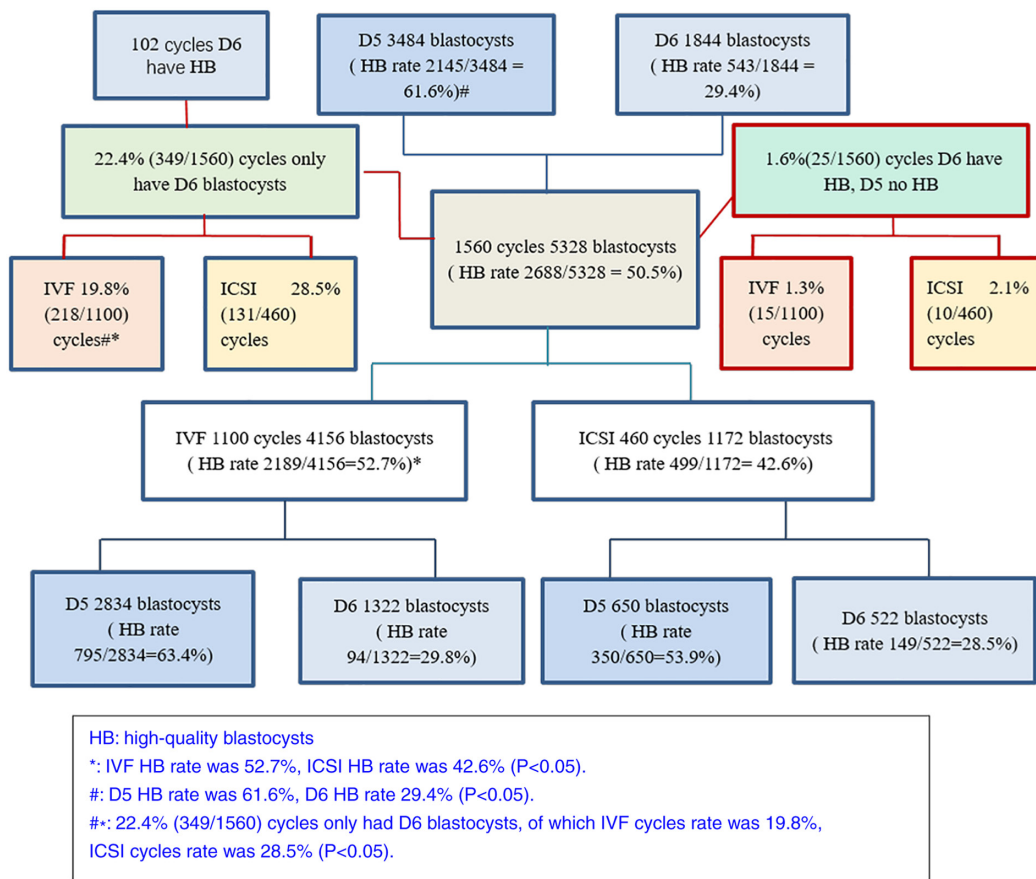 102 cycles D6
have HB
D5 3484 blastocysts
( HB rate 2145/3484 =
61.6%)#
D6 1844 blastocysts
( HB rate 543/1844 =
29.4%)
22.4% (349/1560) cycles only
have D6 blastocysts
1.6%(25/1560) cycles D6 have
HB, D5 no HB
1560 cycles 5328 blastocysts
( HB rate 2688/5328 = 50.5%)
IVF 19.8%
(218/1100)
cycles#*
ICSI 28.5%
(131/460)
cycles
IVF 1.3%
(15/1100)
cycles
ICSI 2.1%
(10/460)
cycles
IVF 1100 cycles 4156 blastocysts
( HB rate 2189/4156=52.7%)*
ICSI 460 cycles 1172 blastocysts
( HB rate 499/1172= 42.6%)
D5 2834 blastocysts
( HB rate
795/2834=63.4%)
D6 1322 blastocysts
( HB rate
94/1322=29.8%)
D5 650 blastocysts
( HB rate
350/650=53.9%)
D6 522 blastocysts
( HB rate 149/522=28.5%)
HB: high-quality blastocysts
*: IVF HB rate was 52.7%, ICSI HB rate was 42.6% (P<0.05).
#: D5 HB rate was 61.6%, D6 HB rate 29.4% (P<0.05).
#*: 22.4% (349/1560) cycles only had D6 blastocysts, of which IVF cycles rate was 19.8%,
ICSI cycles rate was 28.5% (P<0.05).